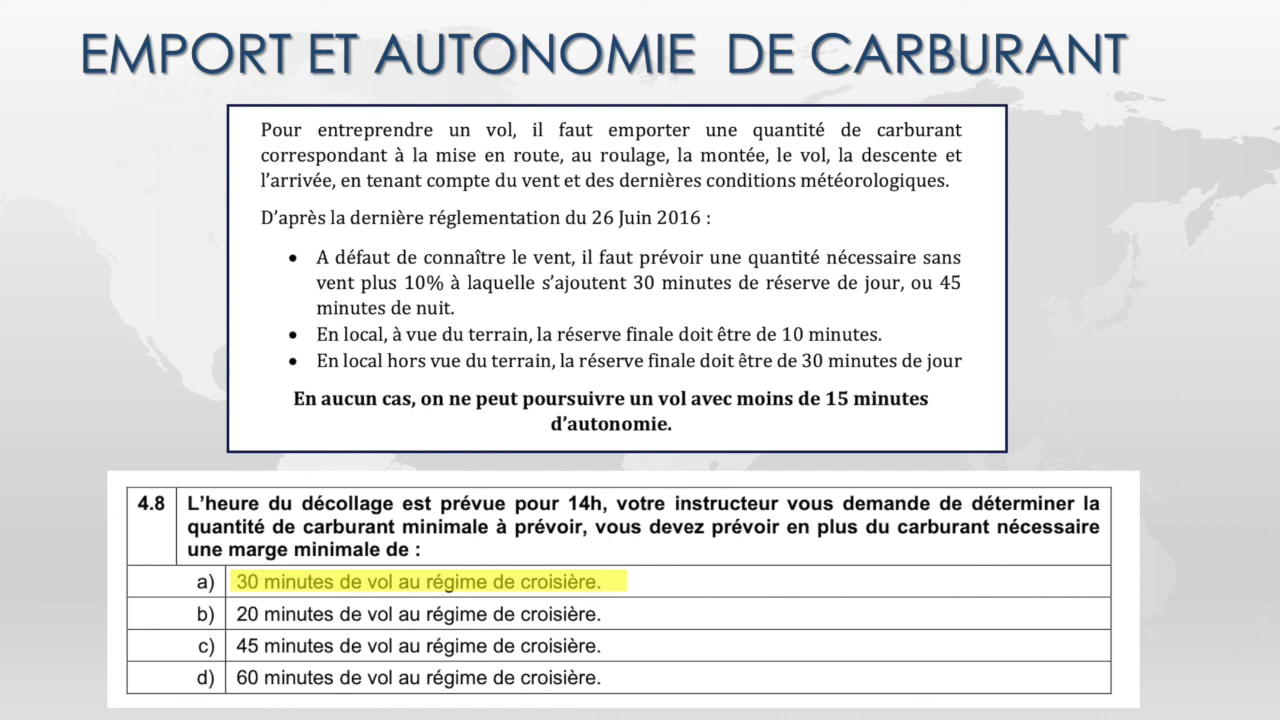 EMPORT ET AUTONOMIE DE CARBURANT
Pour entreprendre un vol, il faut emporter une quantité de carburant
correspondant à la mise en route, au roulage, la montée, le vol, la descente et
l’arrivée, en tenant compte du vent et des dernières conditions météorologiques.
D’après la dernière réglementation du 26 Juin 2016 :
• A défaut de connaître le vent, il faut prévoir une quantité nécessaire sans
vent plus 10% à laquelle s’ajoutent 30 minutes de réserve de jour, ou 45
minutes de nuit.
• En local, à vue du terrain, la réserve finale doit être de 10 minutes.
• En local hors vue du terrain, la réserve finale doit être de 30 minutes de jour
En aucun cas, on ne peut poursuivre un vol avec moins de 15 minutes
d’autonomie.
4.8 L’heure du décollage est prévue pour 14h, votre instructeur vous demande de déterminer la
quantité de carburant minimale à prévoir, vous devez prévoir en plus du carburant nécessaire
une marge minimale de :
a) 30 minutes de vol au régime de croisière.
b) 20 minutes de vol au régime de croisière.
c) 45 minutes de vol au régime de croisière.
d) 60 minutes de vol au régime de croisière.